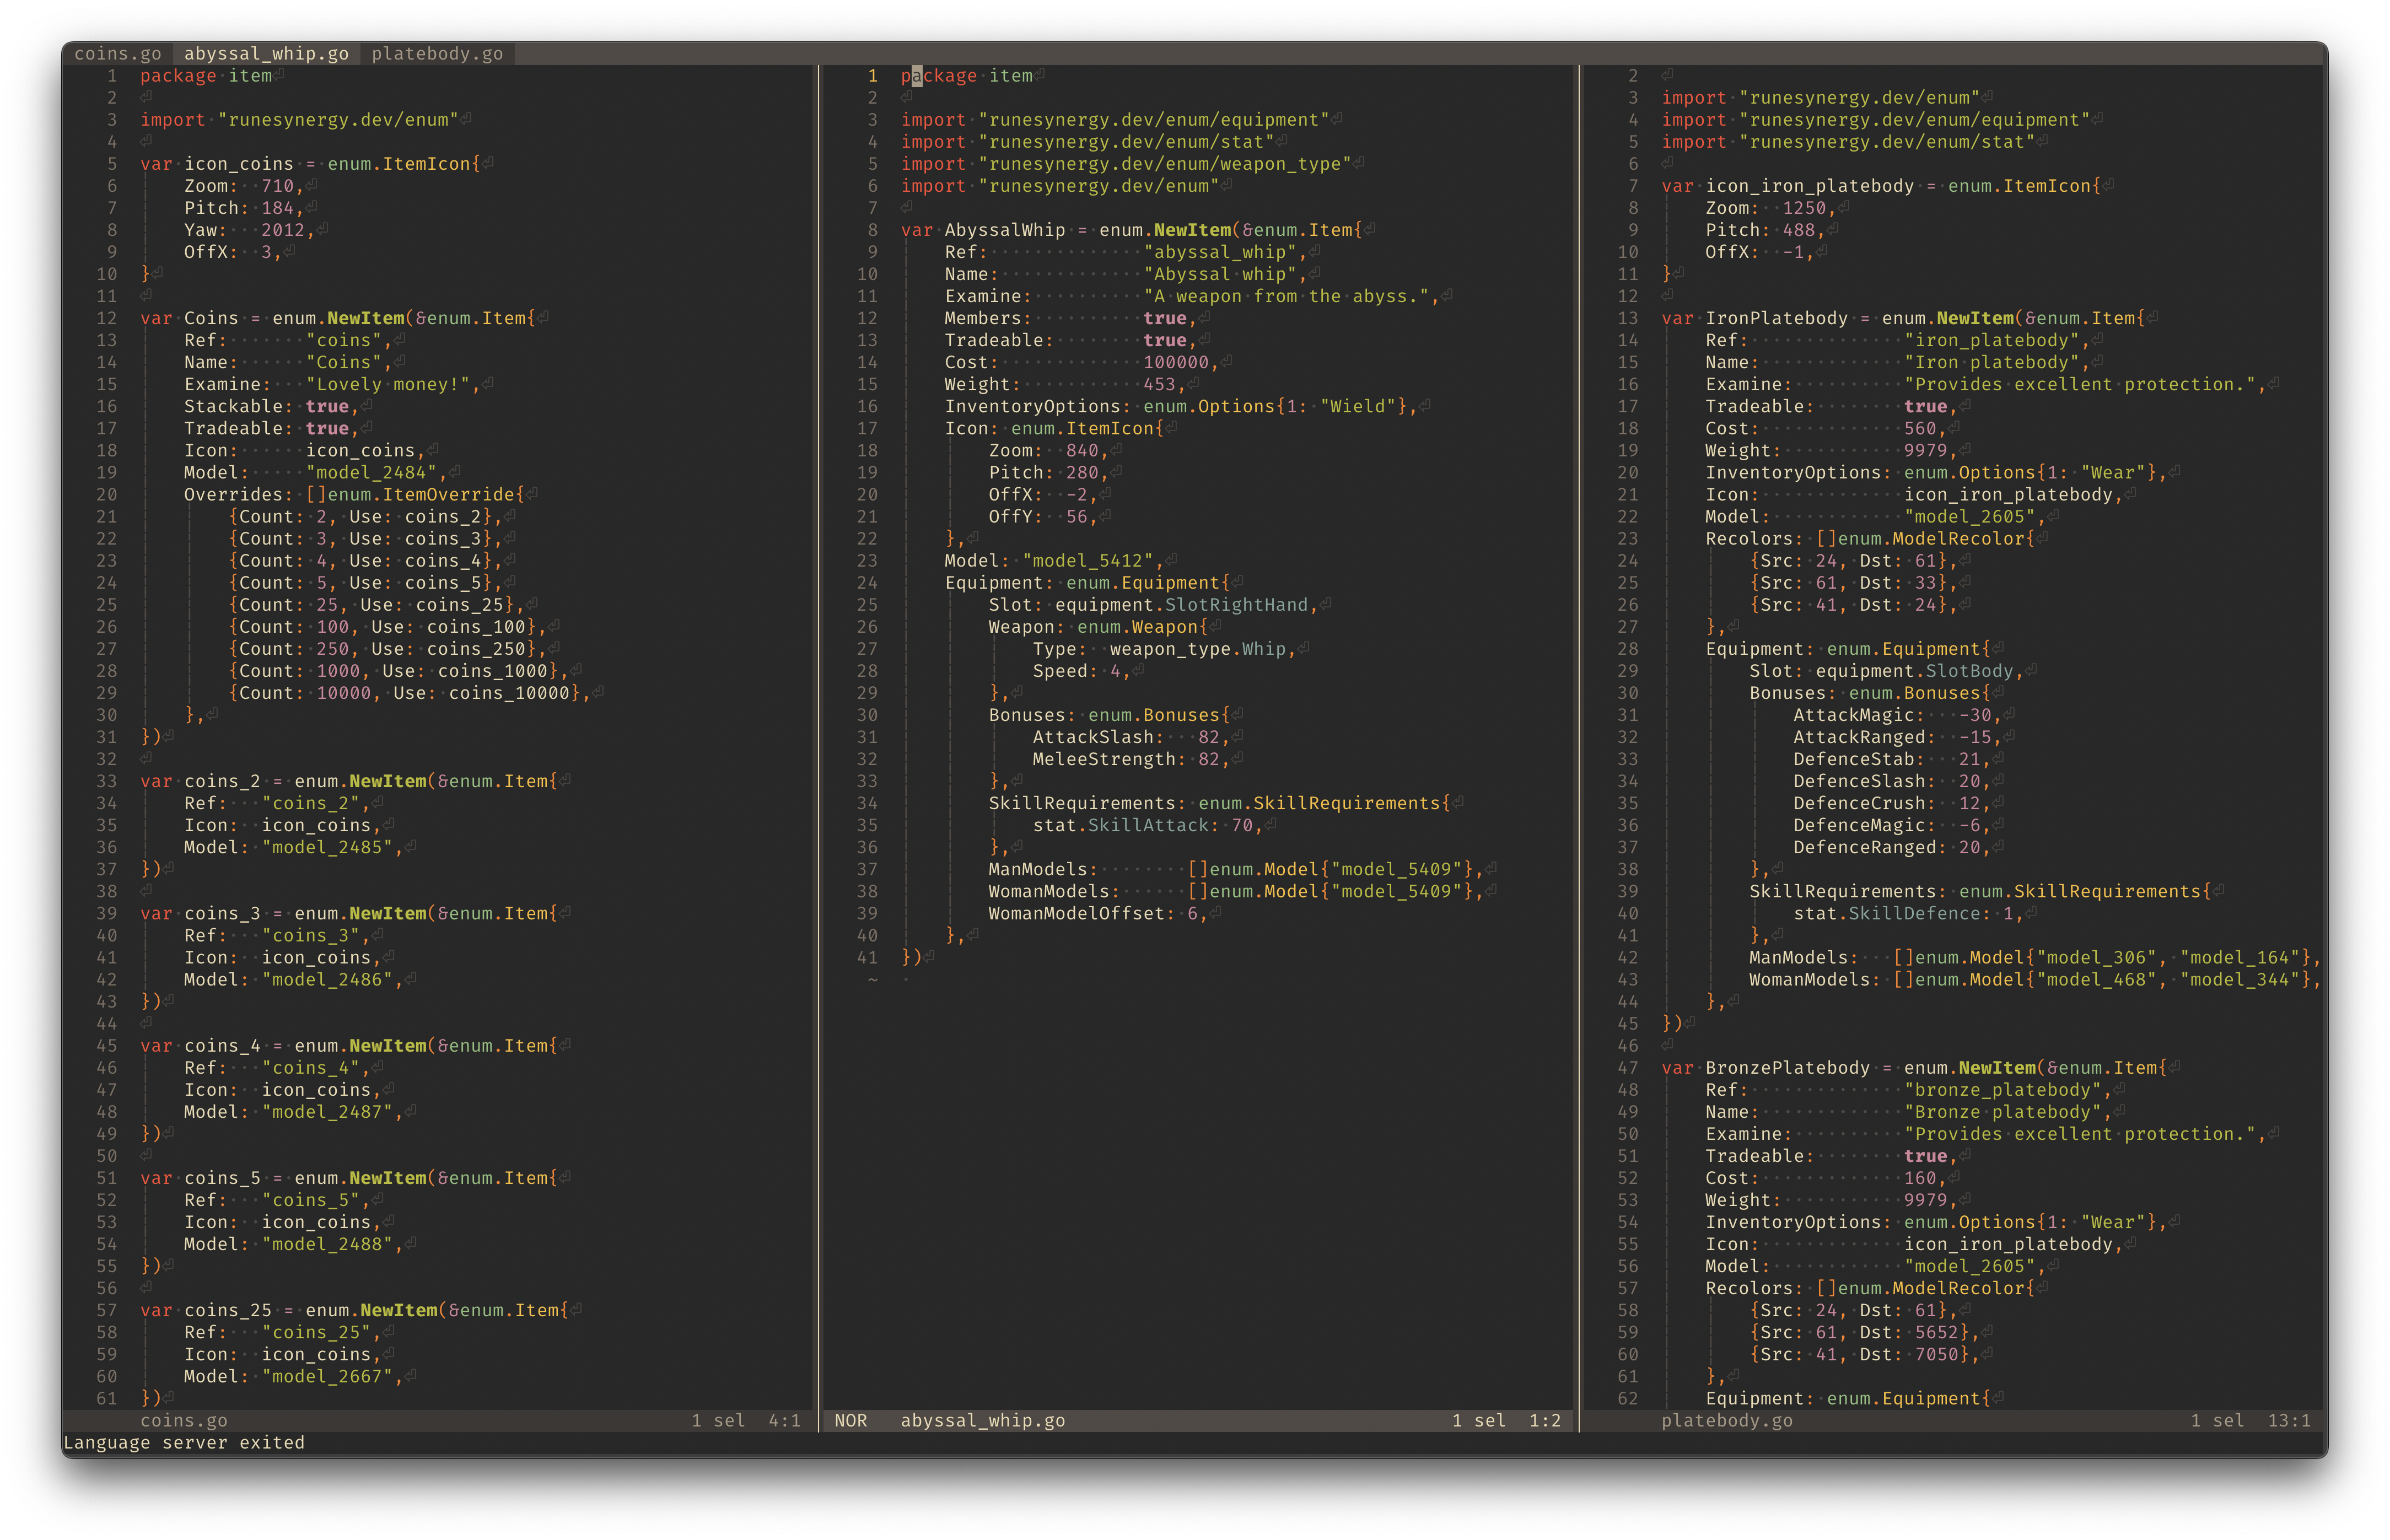 coins.go abyssal_whip.go platebody.go
1 package item
2
3 import "runesynergy.dev/enum"
4
5 var icon_coins = enum.ItemIcon{
6 Zoom: 710,
7 Pitch: 184,
8 Yaw: 2012,
9 OffX: 3,
10 }
11
12 var Coins = enum.NewItem(&enum.Item{
13 Ref: "coins",
14 Name: "Coins",
15 Examine: "Lovely money!",
16 Stackable: true,
17 Tradeable: true,
18 Icon: icon_coins,
19 Model: "model_2484",
20 Overrides: []enum.ItemOverride{
21 {Count: 2, Use: coins_2},
22 {Count: 3, Use: coins_3},
23 {Count: 4, Use: coins_4},
24 {Count: 5, Use: coins_5},
25 {Count: 25, Use: coins_25},
26 {Count: 100, Use: coins_100},
27 {Count: 250, Use: coins_250},
28 {Count: 1000, Use: coins_1000},
29 {Count: 10000, Use: coins_10000},
30 },
31 })
32
33 var coins_2 = enum.NewItem(&enum.Item{
34 Ref: "coins_2",
35 Icon: icon_coins,
36 Model: "model_2485",
37 })
38
39 var coins_3 = enum.NewItem(&enum.Item{
40 Ref: "coins_3",
41 Icon: icon_coins,
42 Model: "model_2486",
43 })
44
45 var coins_4 = enum.NewItem(&enum.Item{
46 Ref: "coins_4",
47 Icon: icon_coins,
48 Model: "model_2487",
49 })
50
51 var coins_5 = enum.NewItem(&enum.Item{
52 Ref: "coins_5",
53 Icon: icon_coins,
54 Model: "model_2488",
55 })
56
57 var coins_25 = enum.NewItem(&enum.Item{
58 Ref: "coins_25",
59 Icon: icon_coins,
60 Model: "model_2667",
61 })
coins.go 1 sel 4:1
1 package item
2
3 import "runesynergy.dev/enum/equipment"
4 import "runesynergy.dev/enum/stat"
5 import "runesynergy.dev/enum/weapon_type"
6 import "runesynergy.dev/enum"
7
8 var AbyssalWhip = enum.NewItem(&enum.Item{
9 Ref: "abyssal_whip",
10 Name: "Abyssal whip",
11 Examine: "A weapon from the abyss.",
12 Members: true,
13 Tradeable: true,
14 Cost: 100000,
15 Weight: 453,
16 InventoryOptions: enum.Options{1: "Wield"},
17 Icon: enum.ItemIcon{
18 Zoom: 840,
19 Pitch: 280,
20 OffX: -2,
21 OffY: 56,
22 },
23 Model: "model_5412",
24 Equipment: enum.Equipment{
25 Slot: equipment.SlotRightHand,
26 Weapon: enum.Weapon{
27 Type: weapon_type.Whip,
28 Speed: 4,
29 },
30 Bonuses: enum.Bonuses{
31 AttackSlash: 82,
32 MeleeStrength: 82,
33 },
34 SkillRequirements: enum.SkillRequirements{
35 stat.SkillAttack: 70,
36 },
37 ManModels: []enum.Model{"model_5409"},
38 WomanModels: []enum.Model{"model_5409"},
39 WomanModelOffset: 6,
40 },
41 })
~
NOR abyssal_whip.go 1 sel 1:2
2
3 import "runesynergy.dev/enum"
4 import "runesynergy.dev/enum/equipment"
5 import "runesynergy.dev/enum/stat"
6
7 var icon_iron_platebody = enum.ItemIcon{
8 Zoom: 1250,
9 Pitch: 488,
10 OffX: -1,
11 }
12
13 var IronPlatebody = enum.NewItem(&enum.Item{
14 Ref: "iron_platebody",
15 Name: "Iron platebody",
16 Examine: "Provides excellent protection.",
17 Tradeable: true,
18 Cost: 560,
19 Weight: 9979,
20 InventoryOptions: enum.Options{1: "Wear"},
21 Icon: icon_iron_platebody,
22 Model: "model_2605",
23 Recolors: []enum.ModelRecolor{
24 {Src: 24, Dst: 61},
25 {Src: 61, Dst: 33},
26 {Src: 41, Dst: 24},
27 },
28 Equipment: enum.Equipment{
29 Slot: equipment.SlotBody,
30 Bonuses: enum.Bonuses{
31 AttackMagic: -30,
32 AttackRanged: -15,
33 DefenceStab: 21,
34 DefenceSlash: 20,
35 DefenceCrush: 12,
36 DefenceMagic: -6,
37 DefenceRanged: 20,
38 },
39 SkillRequirements: enum.SkillRequirements{
40 stat.SkillDefence: 1,
41 },
42 ManModels: []enum.Model{"model_306", "model_164"},
43 WomanModels: []enum.Model{"model_468", "model_344"},
44 },
45 })
46
47 var BronzePlatebody = enum.NewItem(&enum.Item{
48 Ref: "bronze_platebody",
49 Name: "Bronze platebody",
50 Examine: "Provides excellent protection.",
51 Tradeable: true,
52 Cost: 160,
53 Weight: 9979,
54 InventoryOptions: enum.Options{1: "Wear"},
55 Icon: icon_iron_platebody,
56 Model: "model_2605",
57 Recolors: []enum.ModelRecolor{
58 {Src: 24, Dst: 61},
59 {Src: 61, Dst: 5652},
60 {Src: 41, Dst: 7050},
61 },
62 Equipment: enum.Equipment{
platebody.go 1 sel 13:1
Language server exited